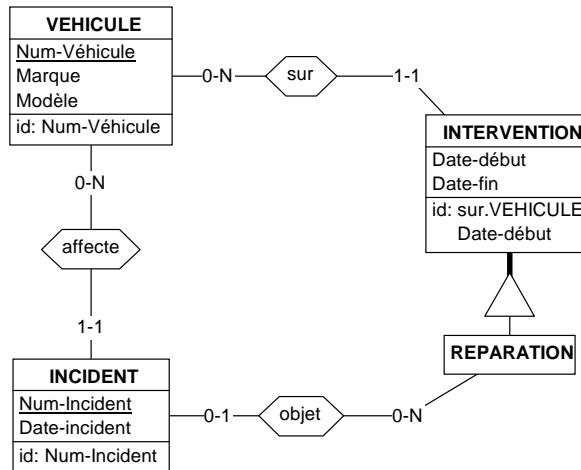 VEHICULE
Num-Véhicule
Marque
Modèle
id: Num-Véhicule
0-N
sur
1-1
INTERVENTION
Date-début
Date-fin
id: sur.VEHICULE
Date-début
0-N
affecte
1-1
REPARATION
INCIDENT
Num-Incident
Date-incident
id: Num-Incident
0-1
objet
0-N